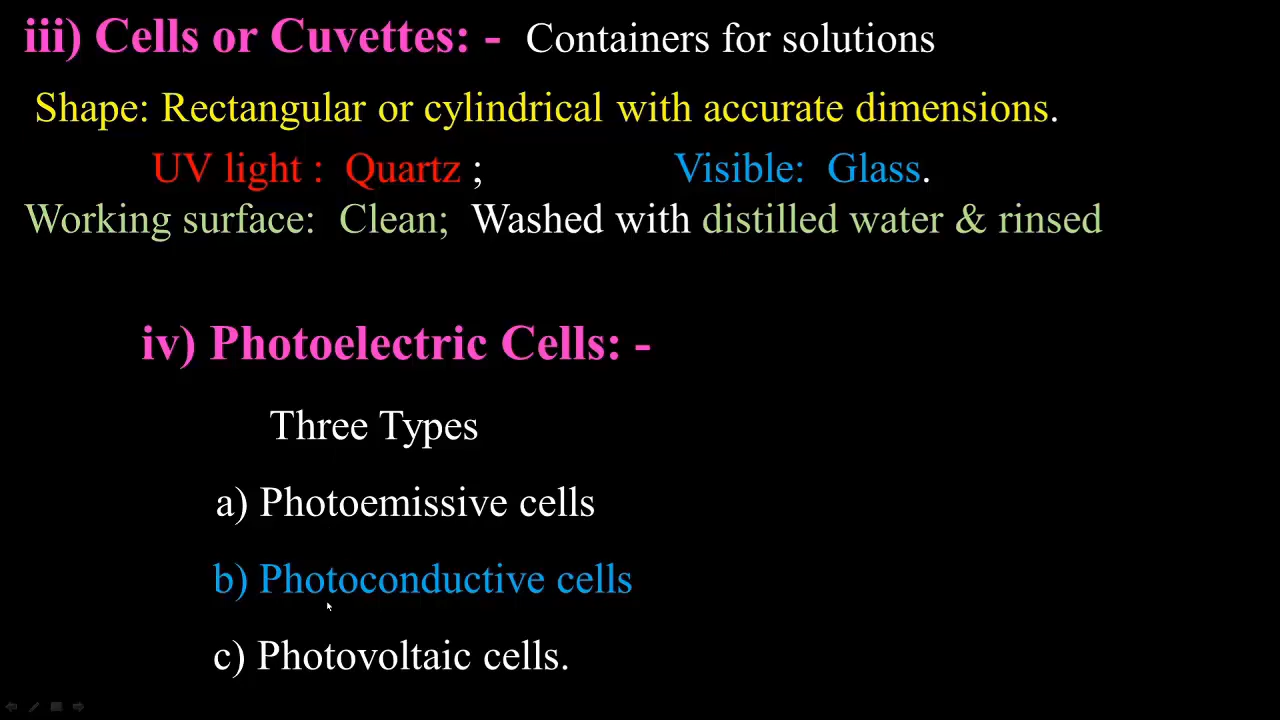 iii) Cells or Cuvettes: - Containers for solutions
Shape: Rectangular or cylindrical with accurate dimensions.
UV light : Quartz ; Visible: Glass.
Working surface: Clean; Washed with distilled water & rinsed
iv) Photoelectric Cells: -
Three Types
a) Photoemissive cells
b) Photoconductive cells
c) Photovoltaic cells.